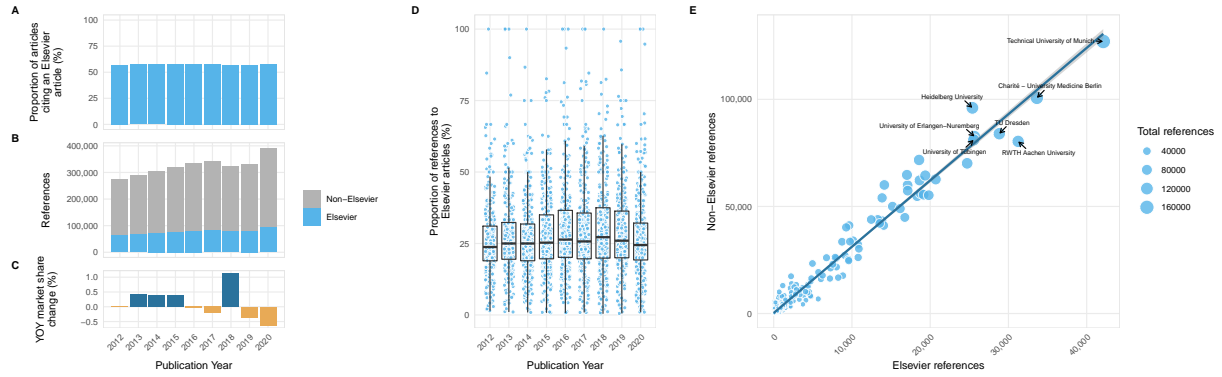 A
Proportion of articles
citing an Elsevier
article (%)
100
75
50
25
0
B
References
400,000
300,000
200,000
100,000
0
Non−Elsevier
Elsevier
C
YOY market share
change (%)
1.0
0.5
0.0
−0.5
2012
2013
2014
2015
2016
2017
2018
2019
2020
Publication Year
D
Proportion of references to
Elsevier articles (%)
100
75
50
25
0
2012
2013
2014
2015
2016
2017
2018
2019
2020
Publication Year
E
Non−Elsevier references
100,000
50,000
0
Technical University of Munich
Charité − University Medicine Berlin
Heidelberg University
University of Erlangen−Nuremberg
TU Dresden
University of Tübingen
RWTH Aachen University
0
10,000
20,000
30,000
40,000
Elsevier references
Total references
40000
80000
120000
160000